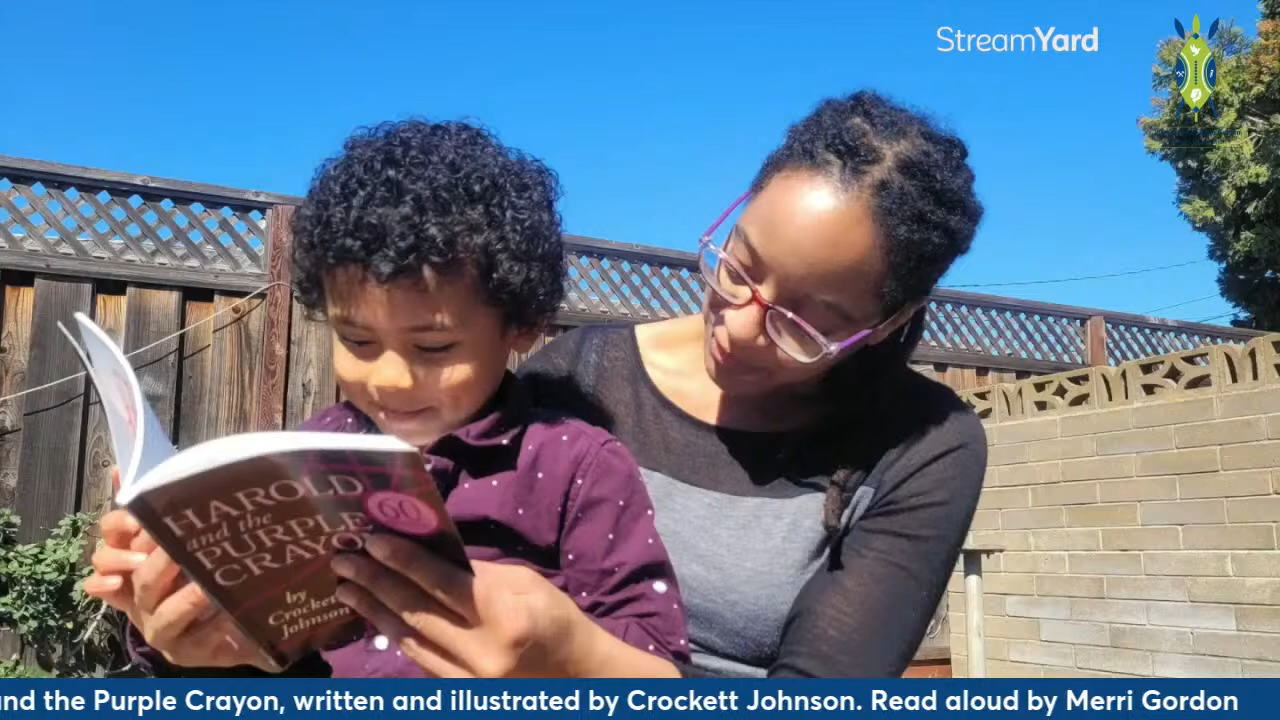 StreamYard
HAROLD
and the
PURPLE
CRAYO
60
by
Crockett
Johnson
and the Purple Crayon, written and illustrated by Crockett Johnson. Read aloud by Merri Gordon